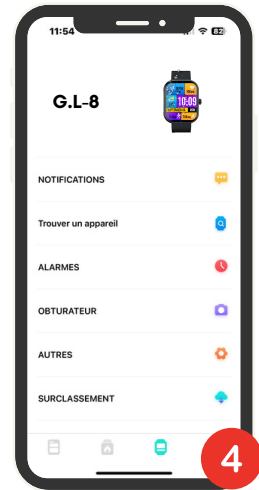 11:54
82
G.L-8
10:09
NOTIFICATIONS
Trouver un appareil
ALARMES
OBTURATEUR
AUTRES
SURCLASSEMENT
4